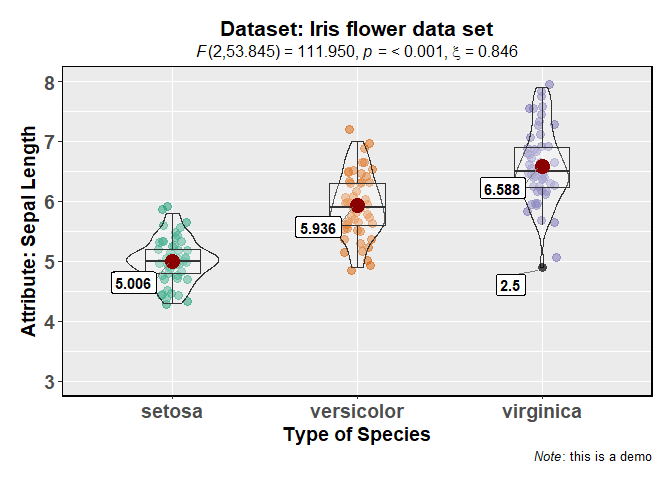 Dataset: Iris flower data set
F(2,53.845) = 111.950, p = < 0.001, ξ = 0.846
Attribute: Sepal Length
8
7
6
5
4
3
5.006
5.936
6.588
2.5
setosa
versicolor
virginica
Type of Species
Note: this is a demo